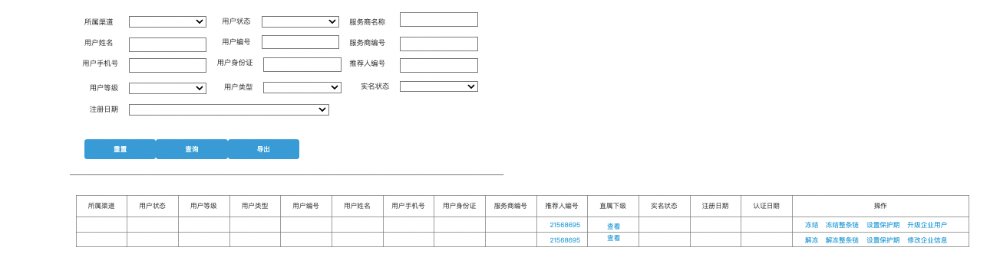 所属渠道 用户状态 服务商名称
用户姓名 用户编号 服务商编号
用户手机号 用户身份证 推荐人编号
用户等级 用户类型 实名状态
注册日期
重置 查询 导出
所属渠道 用户状态 用户等级 用户类型 用户编号 用户姓名 用户手机号 用户身份证 服务商编号 推荐人编号 直属下级 实名状态 注册日期 认证日期 操作
21568695 查看 冻结 冻结整条链 设置保护期 升级企业用户
21568695 查看 解冻 解冻整条链 设置保护期 修改企业信息